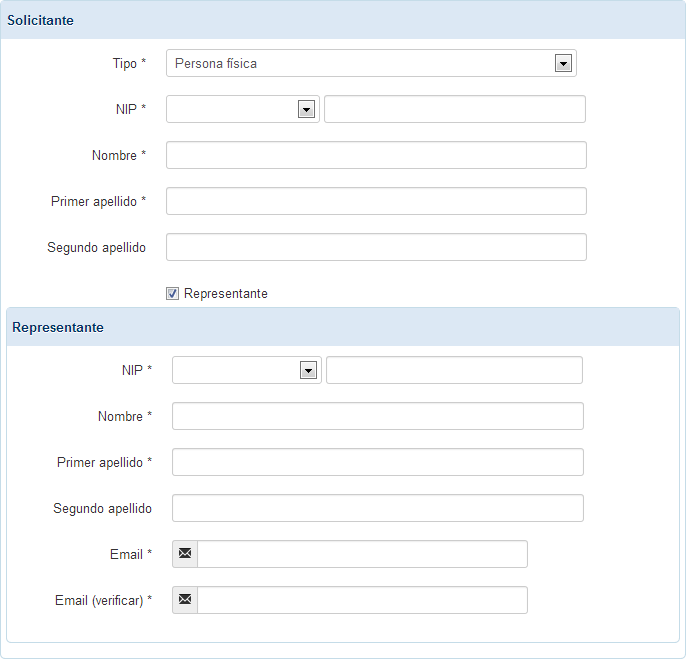 Solicitante
Tipo *
Persona física
NIP *
Nombre *
Primer apellido *
Segundo apellido
Representante
Representante
NIP *
Nombre *
Primer apellido *
Segundo apellido
Email *
Email (verificar) *